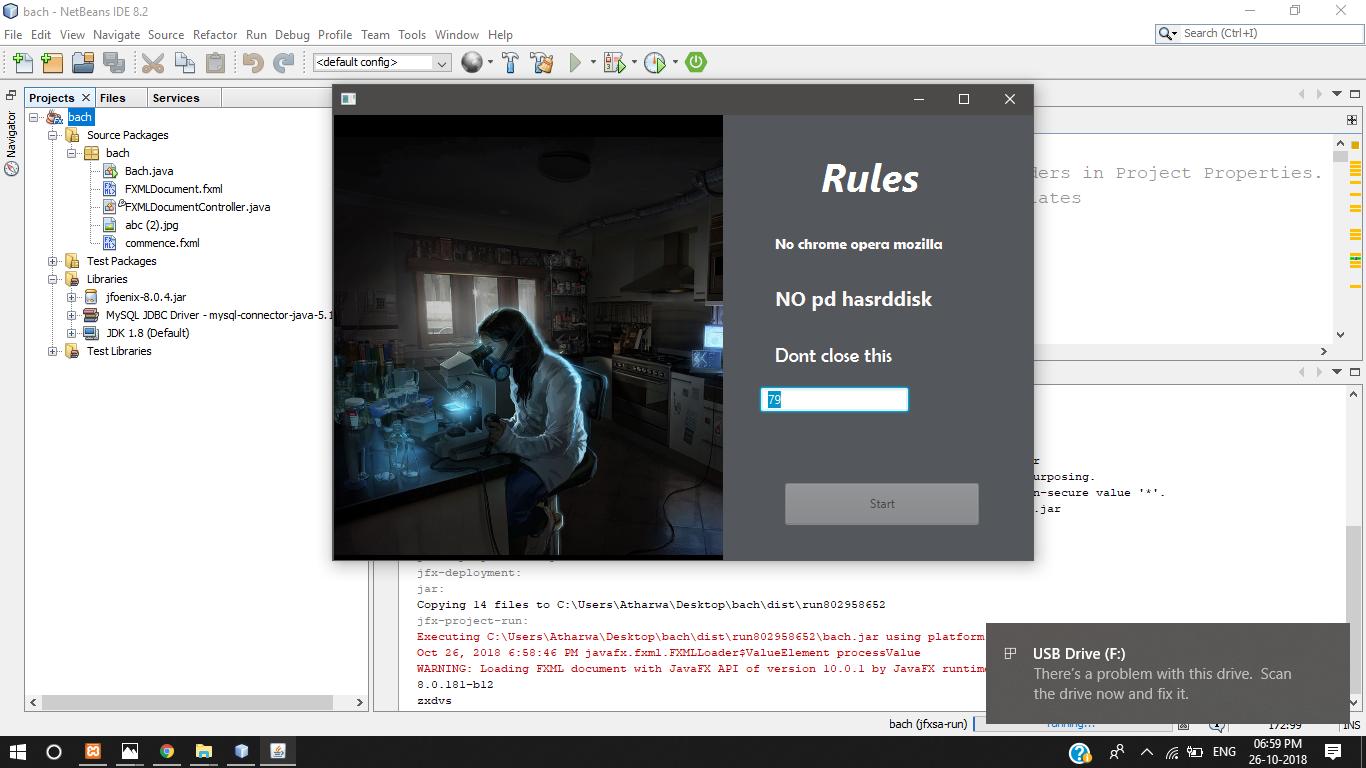 bach - NetBeans IDE 8.2
File Edit View Navigate Source Refactor Run Debug Profile Team Tools Window Help
Search (Ctrl+I)
<default config>
Projects Files Services
Navigator
bach
Source Packages
bach
Bach.java
FXMLDocument.fxml
FXMLDocumentController.java
abc (2).jpg
commence.fxml
Test Packages
Libraries
jfoenix-8.0.4.jar
MySQL JDBC Driver - mysql-connector-java-5.1
JDK 1.8 (Default)
Test Libraries
Rules
No chrome opera mozilla
NO pd hasrddisk
Dont close this
79
Start
ders in Project Properties.
lates
r
urposing.
n-secure value '*'.
.jar
jfx-deployment:
jar:
Copying 14 files to C:\Users\Atharwa\Desktop\bach\dist\run802958652
jfx-project-run:
Executing C:\Users\Atharwa\Desktop\bach\dist\run802958652\bach.jar using platform
Oct 26, 2018 6:58:46 PM javafx.fxml.FXMLLoader$ValueElement processValue
WARNING: Loading FXML document with JavaFX API of version 10.0.1 by JavaFX runtime
8.0.181-b12
zxdvs
USB Drive (F:)
There's a problem with this drive. Scan
the drive now and fix it.
bach (jfxsa-run) running... 172:99 INS
ENG
06:59 PM
26-10-2018